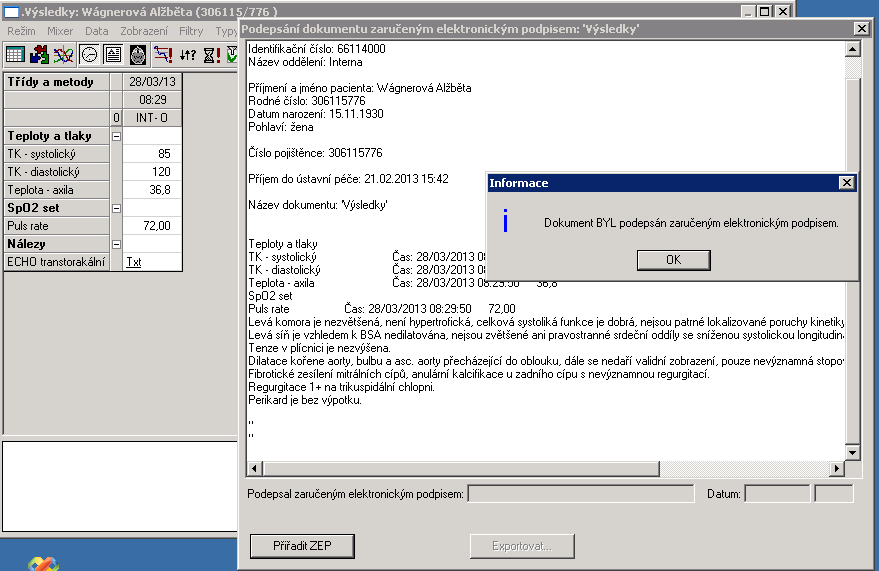 .Výsledky: Wágnerová Alžběta (306115/776 )
Režim Mixer Data Zobrazení Filtry Typy
Třídy a metody 28/03/13
08:29
0 INT- O
Teploty a tlaky
TK - systolický 85
TK - diastolický 120
Teplota - axila 36,8
SpO2 set
Puls rate 72,00
Nálezy
ECHO transtorakální Txt
Podepsání dokumentu zaručeným elektronickým podpisem: 'Výsledky'
Identifikační číslo: 66114000
Název oddělení: Interna
Příjmení a jméno pacienta: Wágnerová Alžběta
Rodné číslo: 306115776
Datum narození: 15.11.1930
Pohlaví: žena
Číslo pojištěnce: 306115776
Příjem do ústavní péče: 21.02.2013 15:42
Název dokumentu: 'Výsledky'
Teploty a tlaky
TK - systolický Čas: 28/03/2013 08
TK - diastolický Čas: 28/03/2013 08
Teplota - axila Čas: 28/03/2013 08:29:50 36,8
SpO2 set
Puls rate Čas: 28/03/2013 08:29:50 72,00
Levá komora je nezvětšená, není hypertrofická, celková systoliká funkce je dobrá, nejsou patrné lokalizované poruchy kinetiky
Levá síň je vzhledem k BSA nedilatována, nejsou zvětšené ani pravostranné srdeční oddíly se sníženou systolickou longitudin
Tenze v plícnici je nezvýšena.
Dilatace kořene aorty, bulbu a asc. aorty přecházející do oblouku, dále se nedaří validní zobrazení, pouze nevýznamná stopo
Fibrotické zesílení mitrálních cípů, anulární kalcifikace u zadního cípu s nevýznamnou regurgitací.
Regurgitace 1+ na trikuspidální chlopni.
Perikard je bez výpotku.
"
"
Informace
i
Dokument BYL podepsán zaručeným elektronickým podpisem.
OK
Podepsal zaručeným elektronickým podpisem:
Datum:
Přiřadit ZEP
Exportovat...